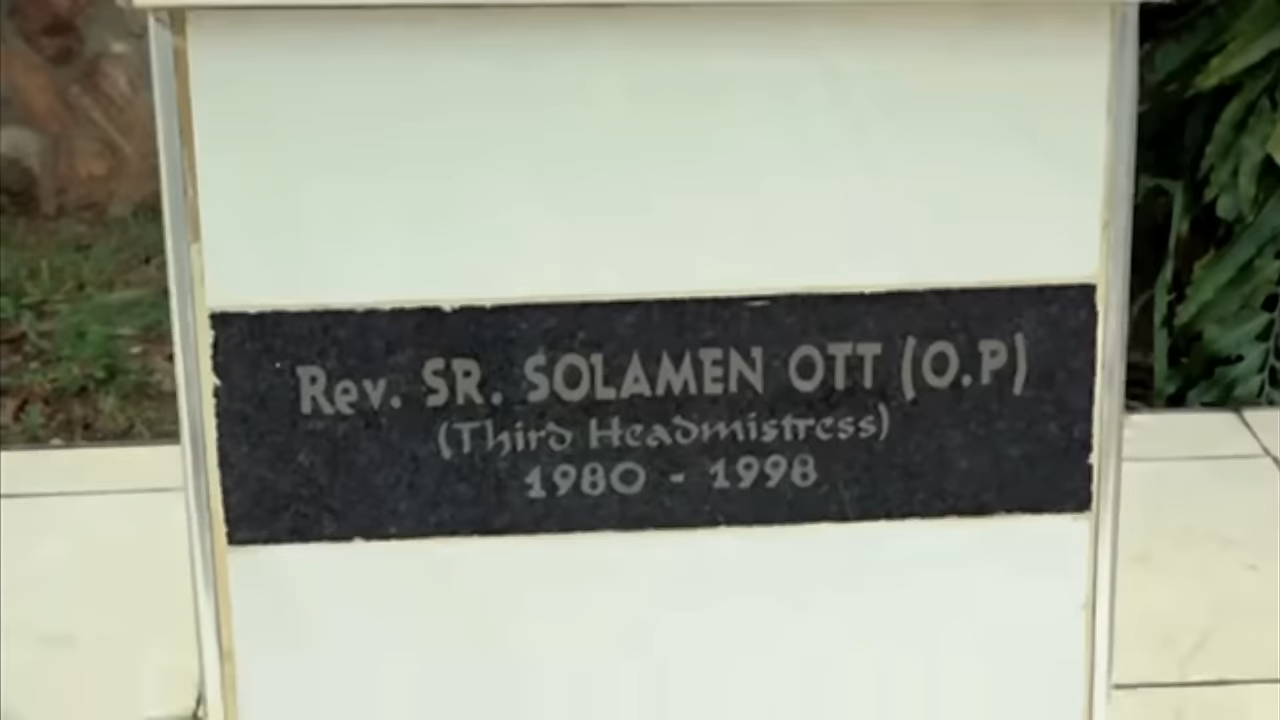 Rev. SR. SOLAMEN OTT (O.P)
(Third Headmistress)
1980 - 1998